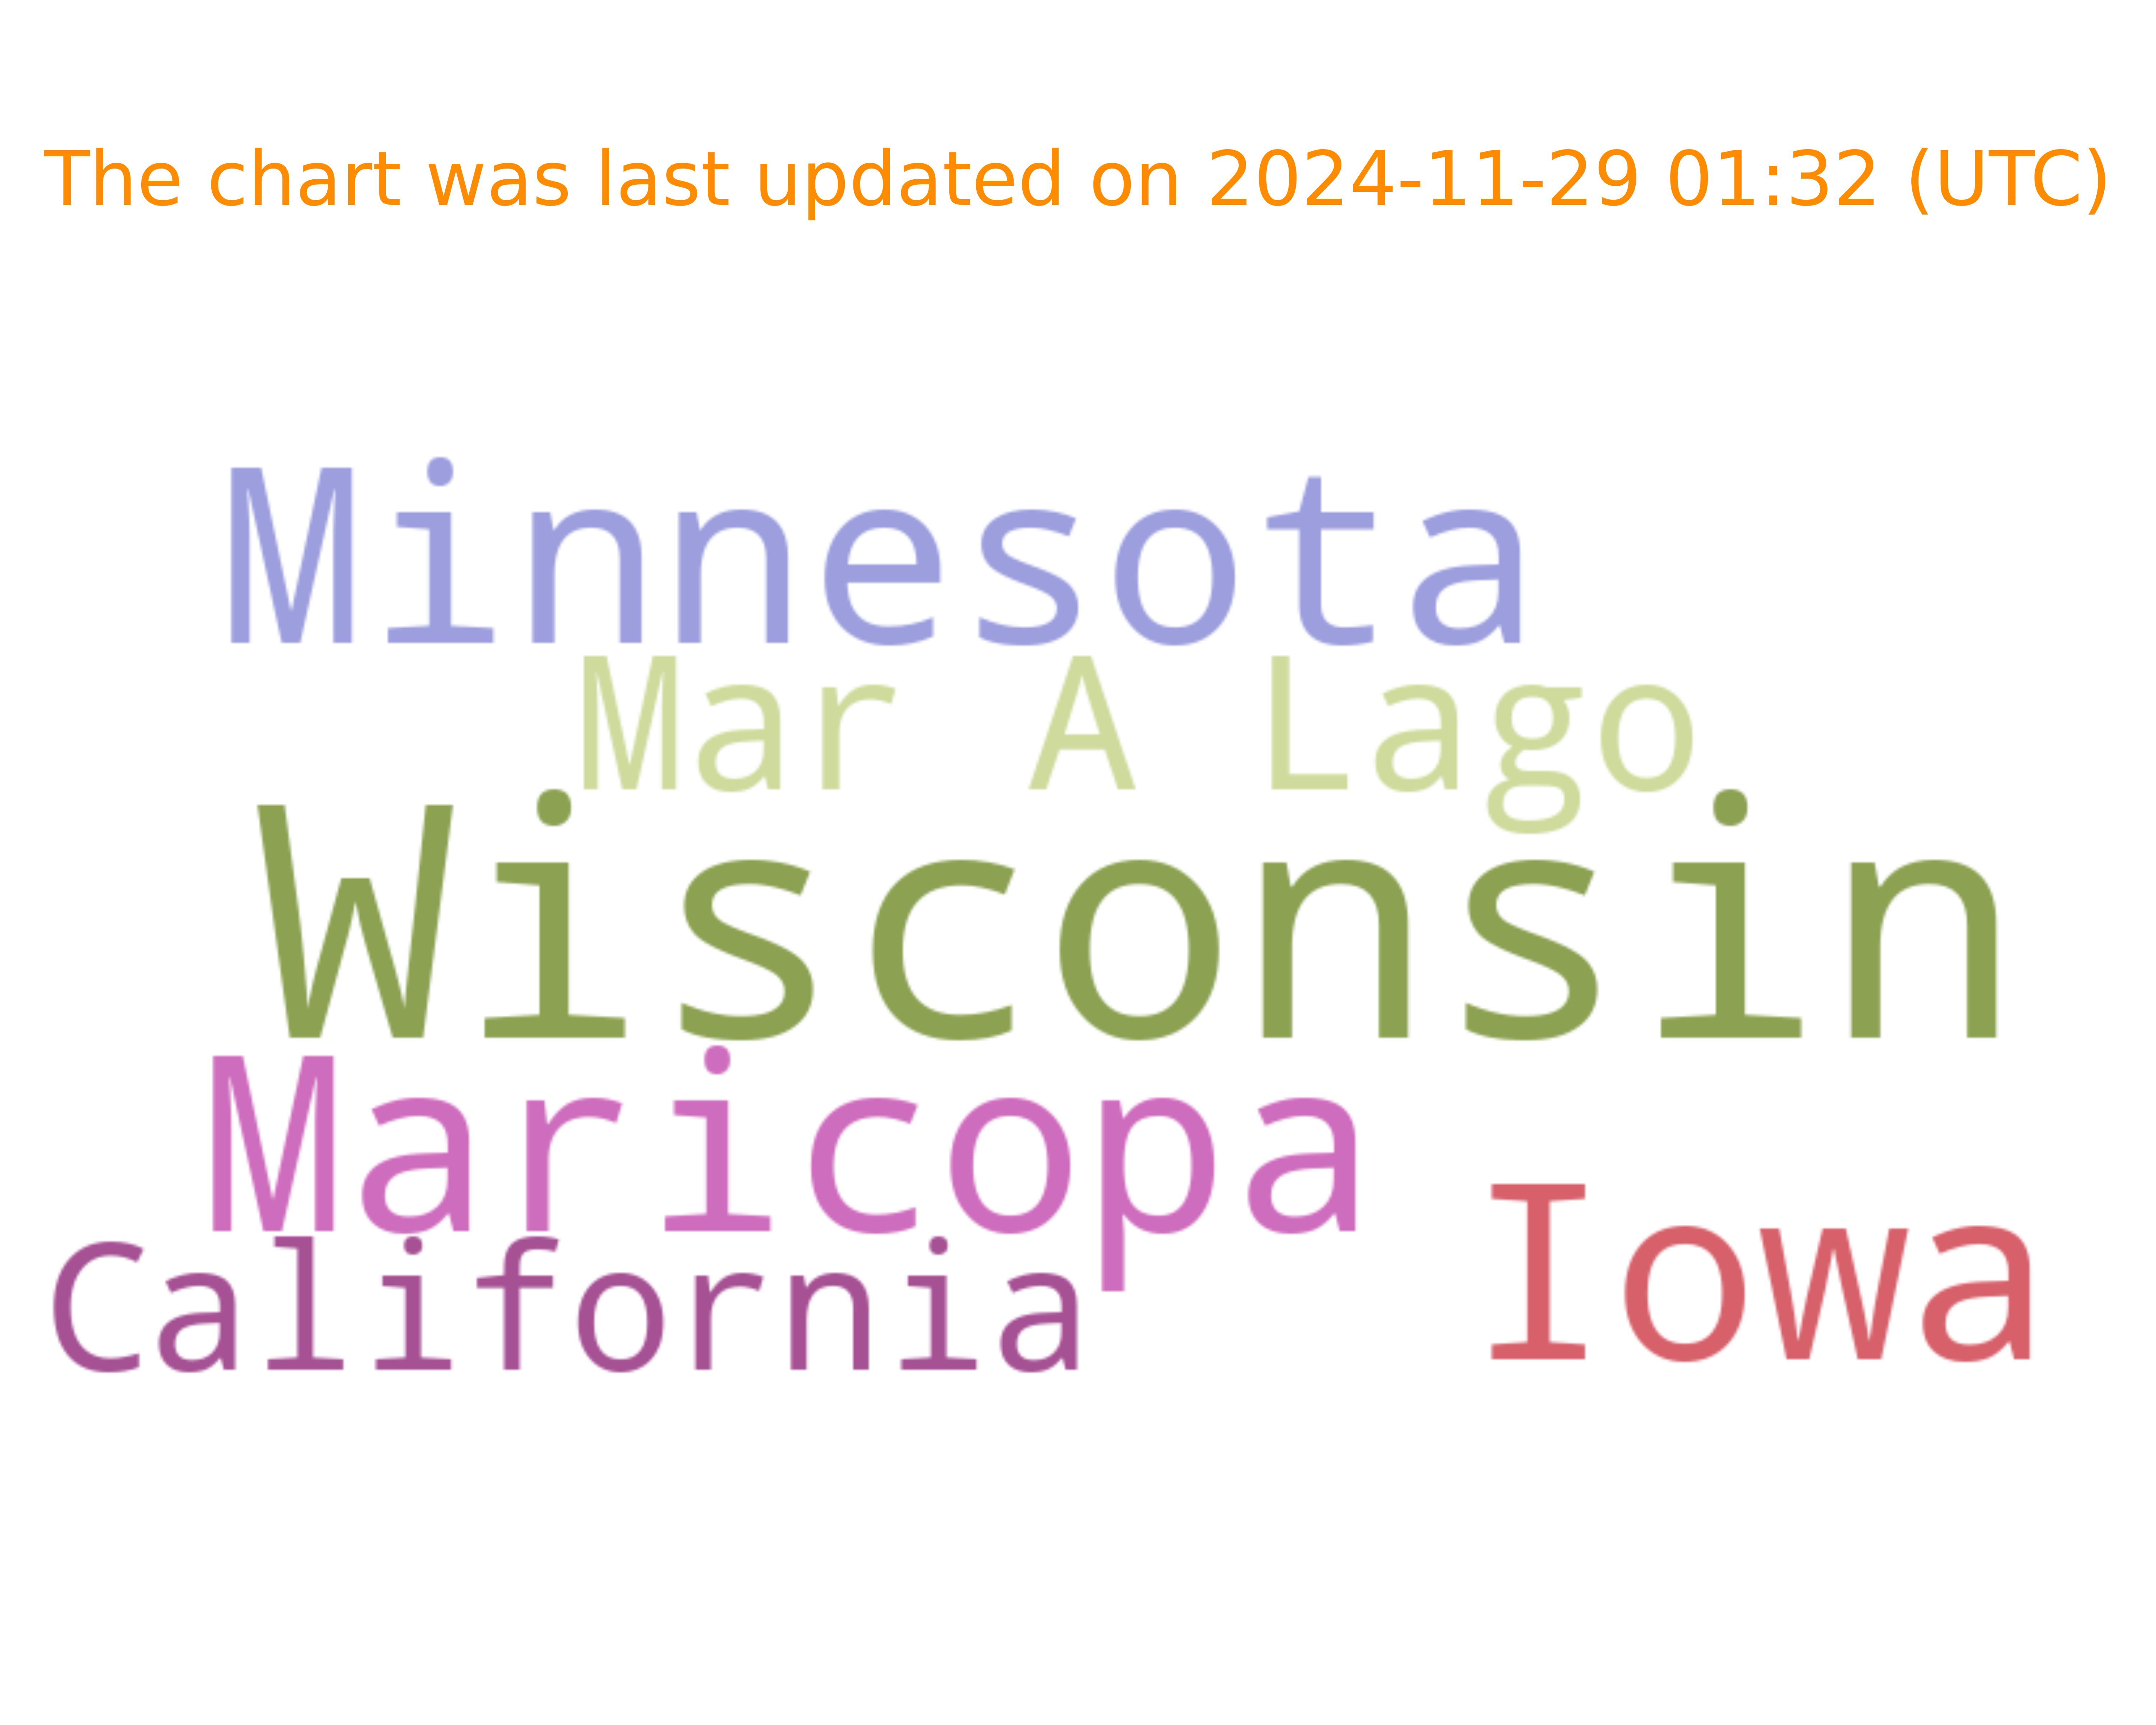 The chart was last updated on 2024-11-29 01:32 (UTC)
Minnesota
Mar A Lago
Wisconsin
Maricopa
Iowa
California